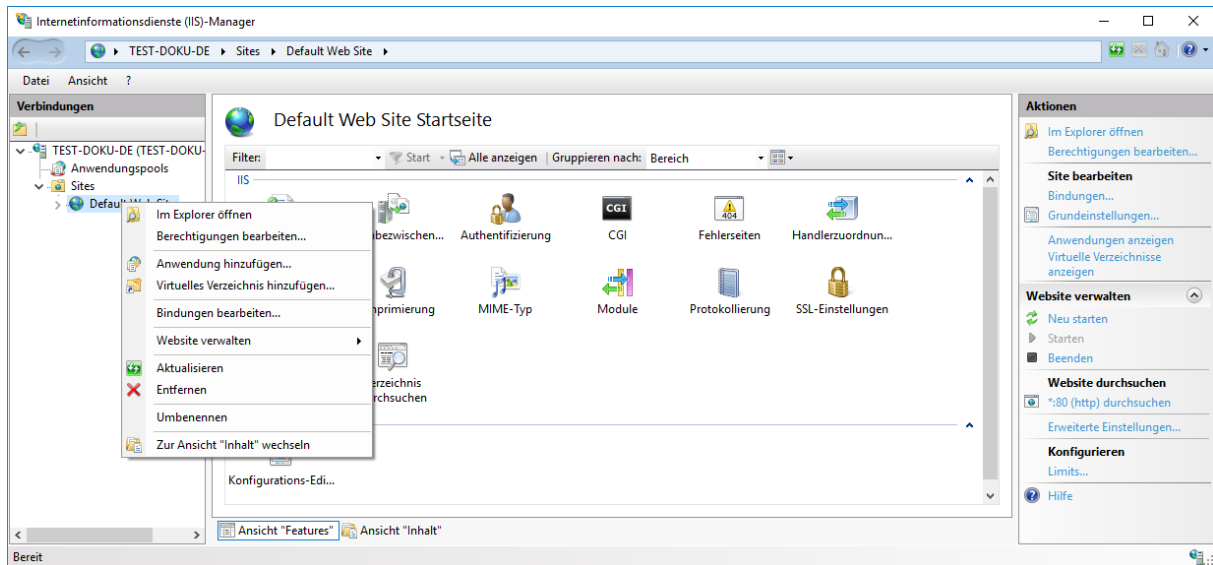 Internetinformationsdienste (IIS)-Manager
TEST-DOKU-DE Sites Default Web Site
Datei Ansicht ?
Verbindungen
TEST-DOKU-DE (TEST-DOKU-
Anwendungspools
Sites
Im Explorer öffnen
Berechtigungen bearbeiten...
Anwendung hinzufügen...
Virtuelles Verzeichnis hinzufügen...
Bindungen bearbeiten...
Website verwalten
Aktualisieren
Entfernen
Umbenennen
Zur Ansicht "Inhalt" wechseln
Default Web Site Startseite
Filter: Start Alle anzeigen Gruppieren nachː Bereich
IIS
Authentifizierung CGI Fehlerseiten Handlerzuordnun...
CGI
404
MIME-Typ Module Protokollierung SSL-Einstellungen
Konfigurations-Edi...
Ansicht "Features" Ansicht "Inhalt"
Aktionen
Im Explorer öffnen
Berechtigungen bearbeiten...
Site bearbeiten
Bindungen...
Grundeinstellungen...
Anwendungen anzeigen
Virtuelle Verzeichnisse
anzeigen
Website verwalten
Neu starten
Starten
Beenden
Website durchsuchen
*:80 (http) durchsuchen
Erweiterte Einstellungen...
Konfigurieren
Limits...
Hilfe
Bereit